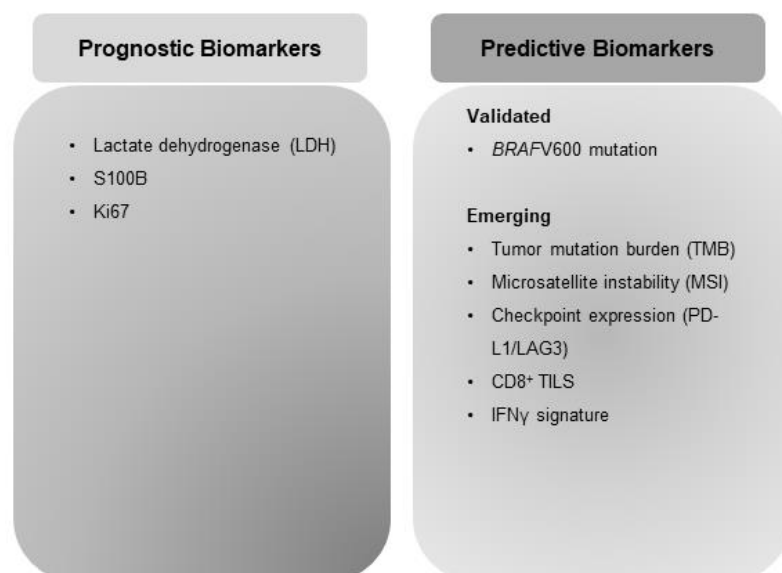 Prognostic Biomarkers
• Lactate dehydrogenase (LDH)
• S100B
• Ki67
Predictive Biomarkers
Validated
• BRAFV600 mutation
Emerging
• Tumor mutation burden (TMB)
• Microsatellite instability (MSI)
• Checkpoint expression (PD-
L1/LAG3)
• CD8⁺ TILS
• IFNγ signature